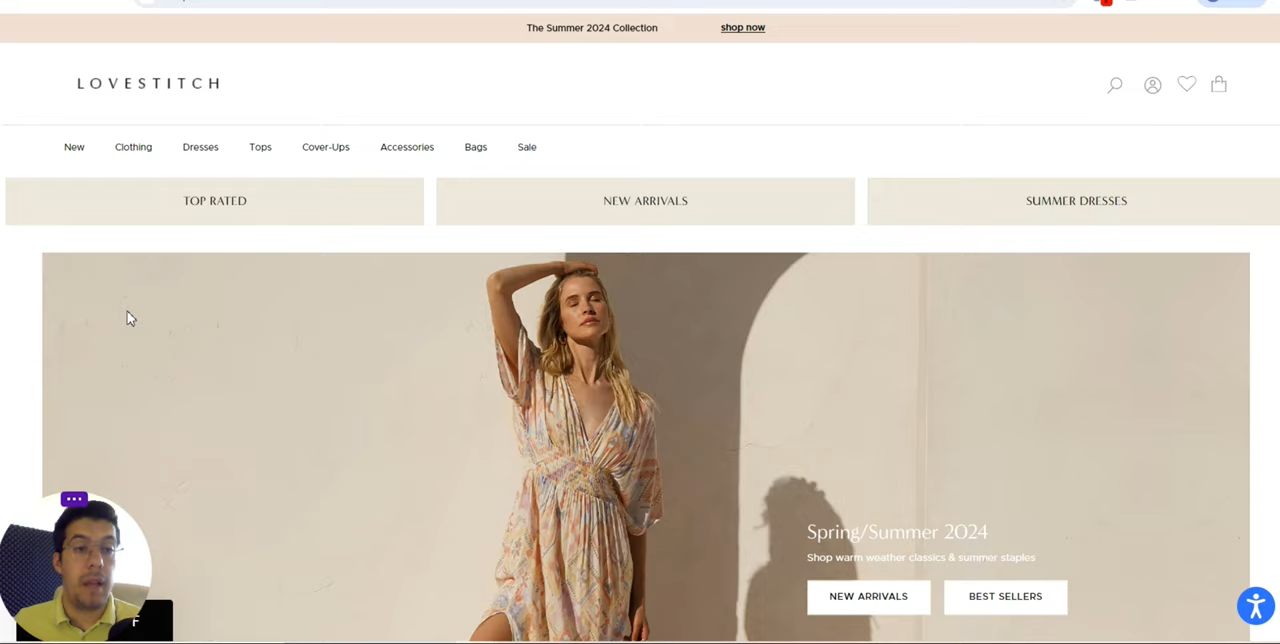 The Summer 2024 Collection shop now
LOVESTITCH
New Clothing Dresses Tops Cover-Ups Accessories Bags Sale
TOP RATED NEW ARRIVALS SUMMER DRESSES
Spring/Summer 2024
Shop warm weather classics & summer staples
NEW ARRIVALS BEST SELLERS
F